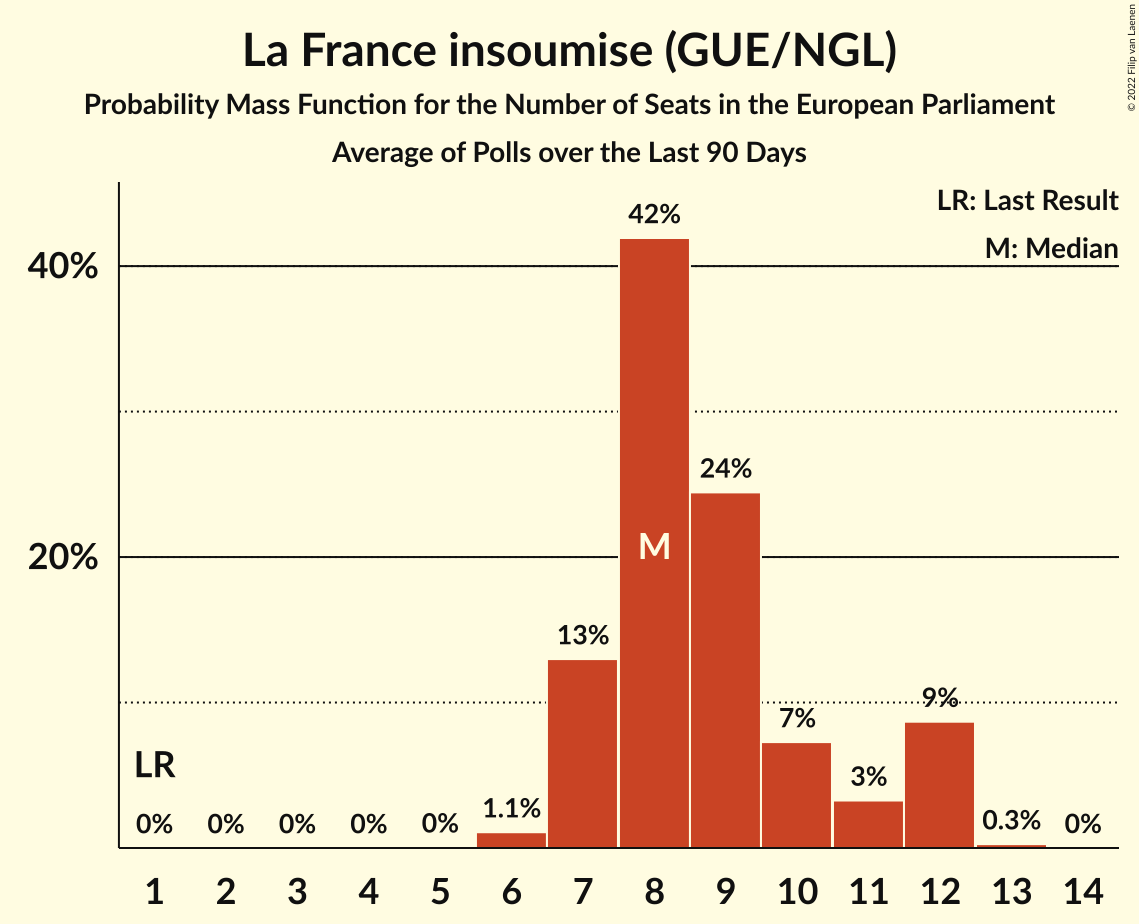 La France insoumise (GUE/NGL)
Probability Mass Function for the Number of Seats in the European Parliament
Average of Polls over the Last 90 Days
© 2022 Filip van Laenen
LR: Last Result
M: Median
40%
20%
42%
24%
M
13%
9%
7%
LR
3%
1.1%
0% 0% 0% 0% 0% 0.3% 0%
1 2 3 4 5 6 7 8 9 10 11 12 13 14